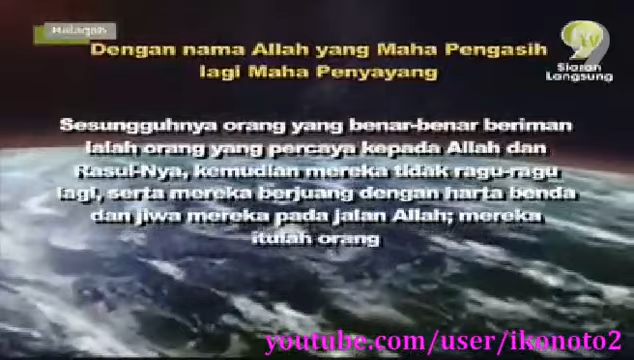 Halaqah
Dengan nama Allah yang Maha Pengasih
lagi Maha Penyayang
TV9
Siaran
Langsung
Sesungguhnya orang yang benar-benar beriman
ialah orang yang percaya kepada Allah dan
Rasul-Nya, kemudian mereka tidak ragu-ragu
lagi, serta mereka berjuang dengan harta benda
dan jiwa mereka pada jalan Allah; mereka
itulah orang
youtube.com/user/ikonoto2